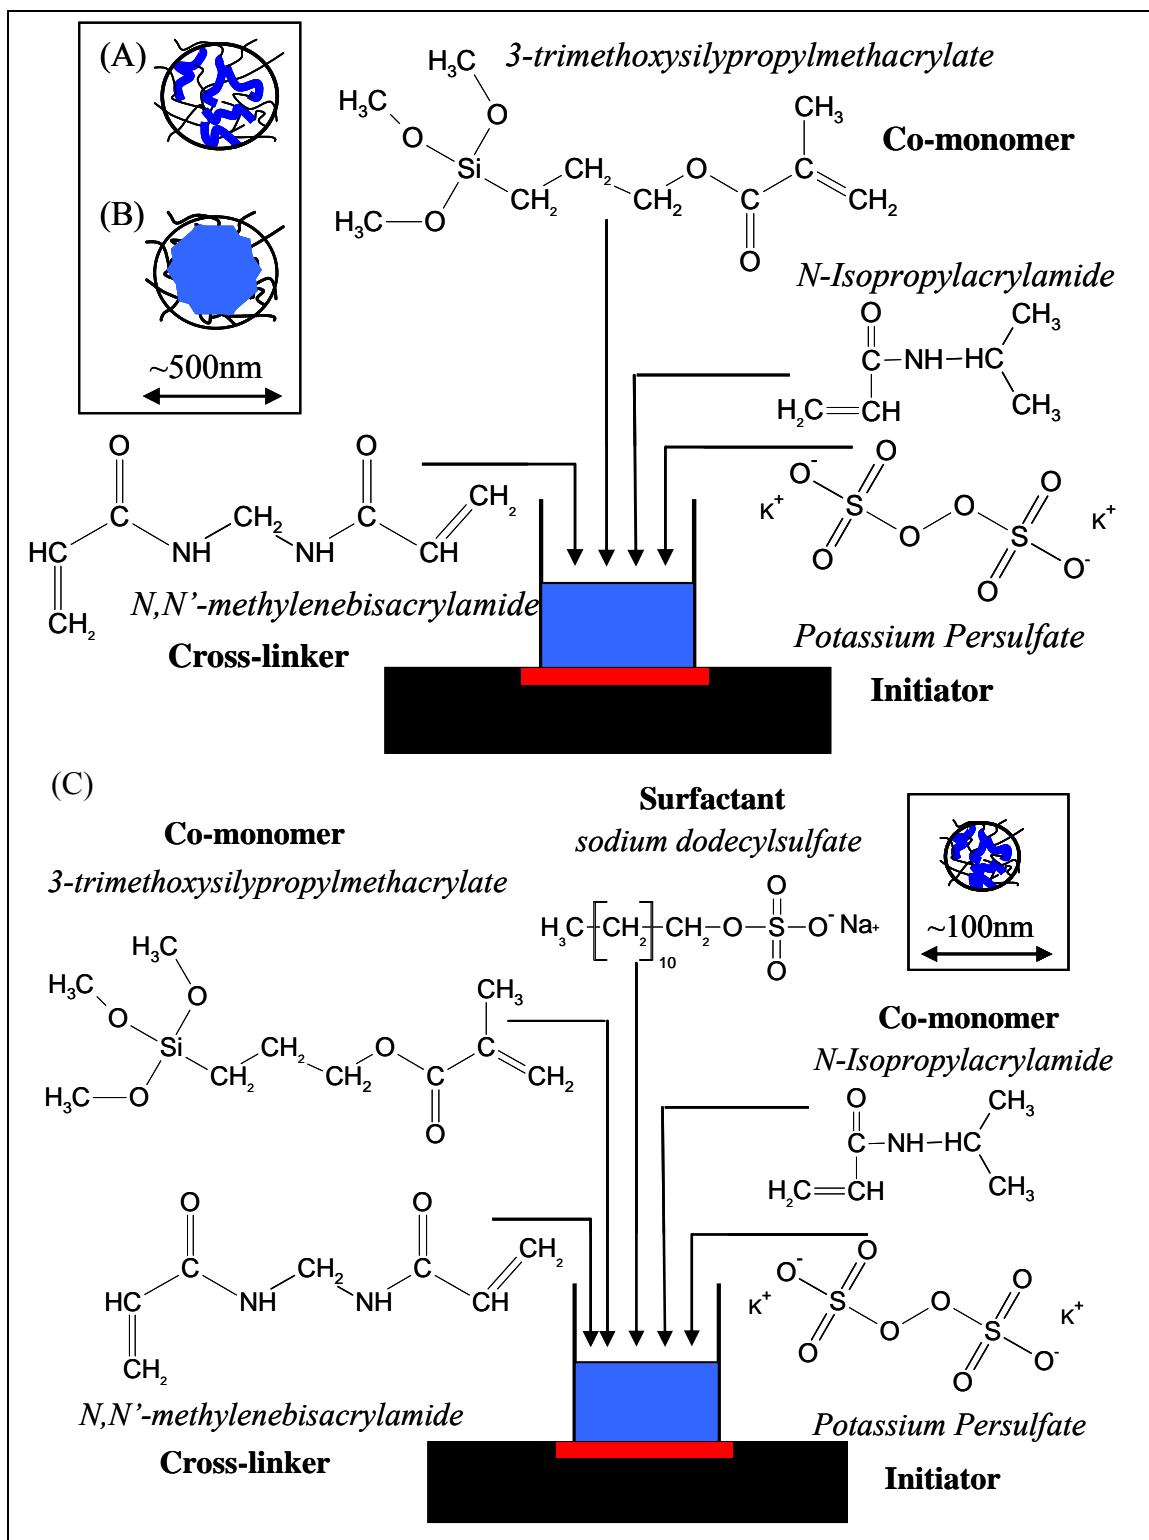 (A)
(B)
~500nm
3-trimethoxysilypropylmethacrylate
Co-monomer
H₃C
H₃C
O
O
Si
H₃C
O
CH₂
CH₂
CH₂
O
C
O
C
CH₃
CH₂
N-Isopropylacrylamide
O
C
NH
HC
CH₃
CH₃
H₂C
CH
O
C
HC
CH₂
NH
CH₂
NH
O
C
CH
CH₂
N,N’-methylenebisacrylamide
Cross-linker
K⁺
O⁻
O
S
O
O
O
O
S
O
O⁻
K⁺
Potassium Persulfate
Initiator
(C)
Surfactant
sodium dodecylsulfate
O
H₃C
CH₂
10
CH₂
O
S
O⁻
Na+
O
~100nm
Co-monomer
3-trimethoxysilypropylmethacrylate
H₃C
H₃C
O
O
Si
H₃C
O
CH₂
CH₂
CH₂
O
C
O
C
CH₃
CH₂
Co-monomer
N-Isopropylacrylamide
O
C
NH
HC
CH₃
CH₃
H₂C
CH
O
C
HC
CH₂
NH
CH₂
NH
O
C
CH
CH₂
N,N’-methylenebisacrylamide
Cross-linker
K⁺
O⁻
O
S
O
O
O
O
S
O
O⁻
K⁺
Potassium Persulfate
Initiator